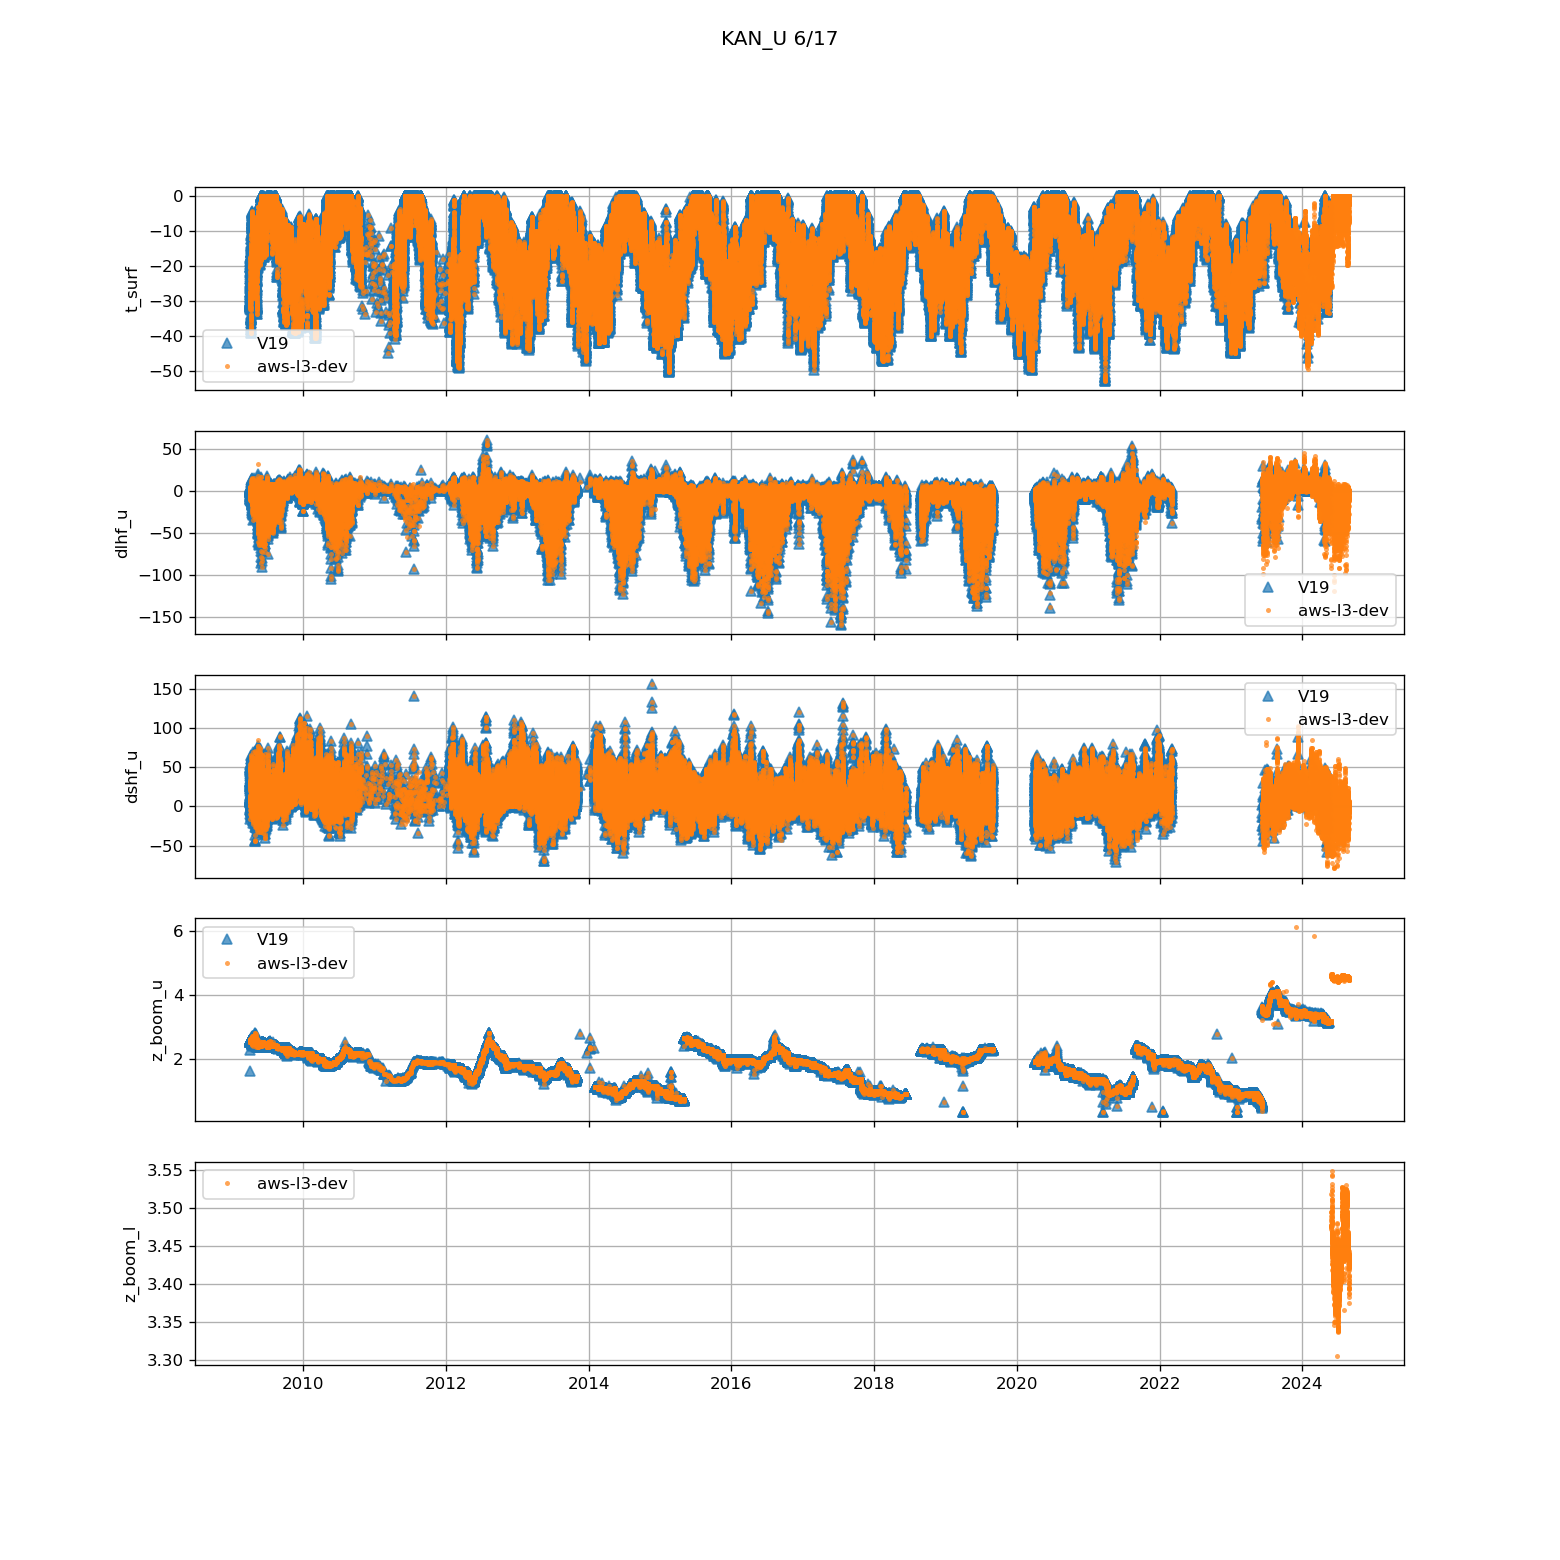 KAN_U 6/17
0
−10
−20
−30
−40
−50
t_surf
V19
aws-l3-dev
50
0
−50
−100
−150
dlhf_u
V19
aws-l3-dev
150
100
50
0
−50
dshf_u
V19
aws-l3-dev
6
4
2
z_boom_u
V19
aws-l3-dev
3.55
3.50
3.45
3.40
3.35
3.30
z_boom_l
aws-l3-dev
2010 2012 2014 2016 2018 2020 2022 2024